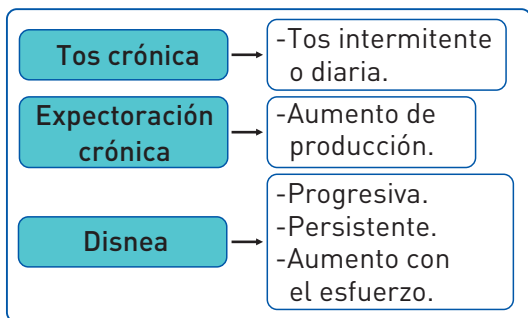 Tos crónica
-Tos intermitente
o diaria.
Expectoración
crónica
-Aumento de
producción.
Disnea
-Progresiva.
-Persistente.
-Aumento con
el esfuerzo.